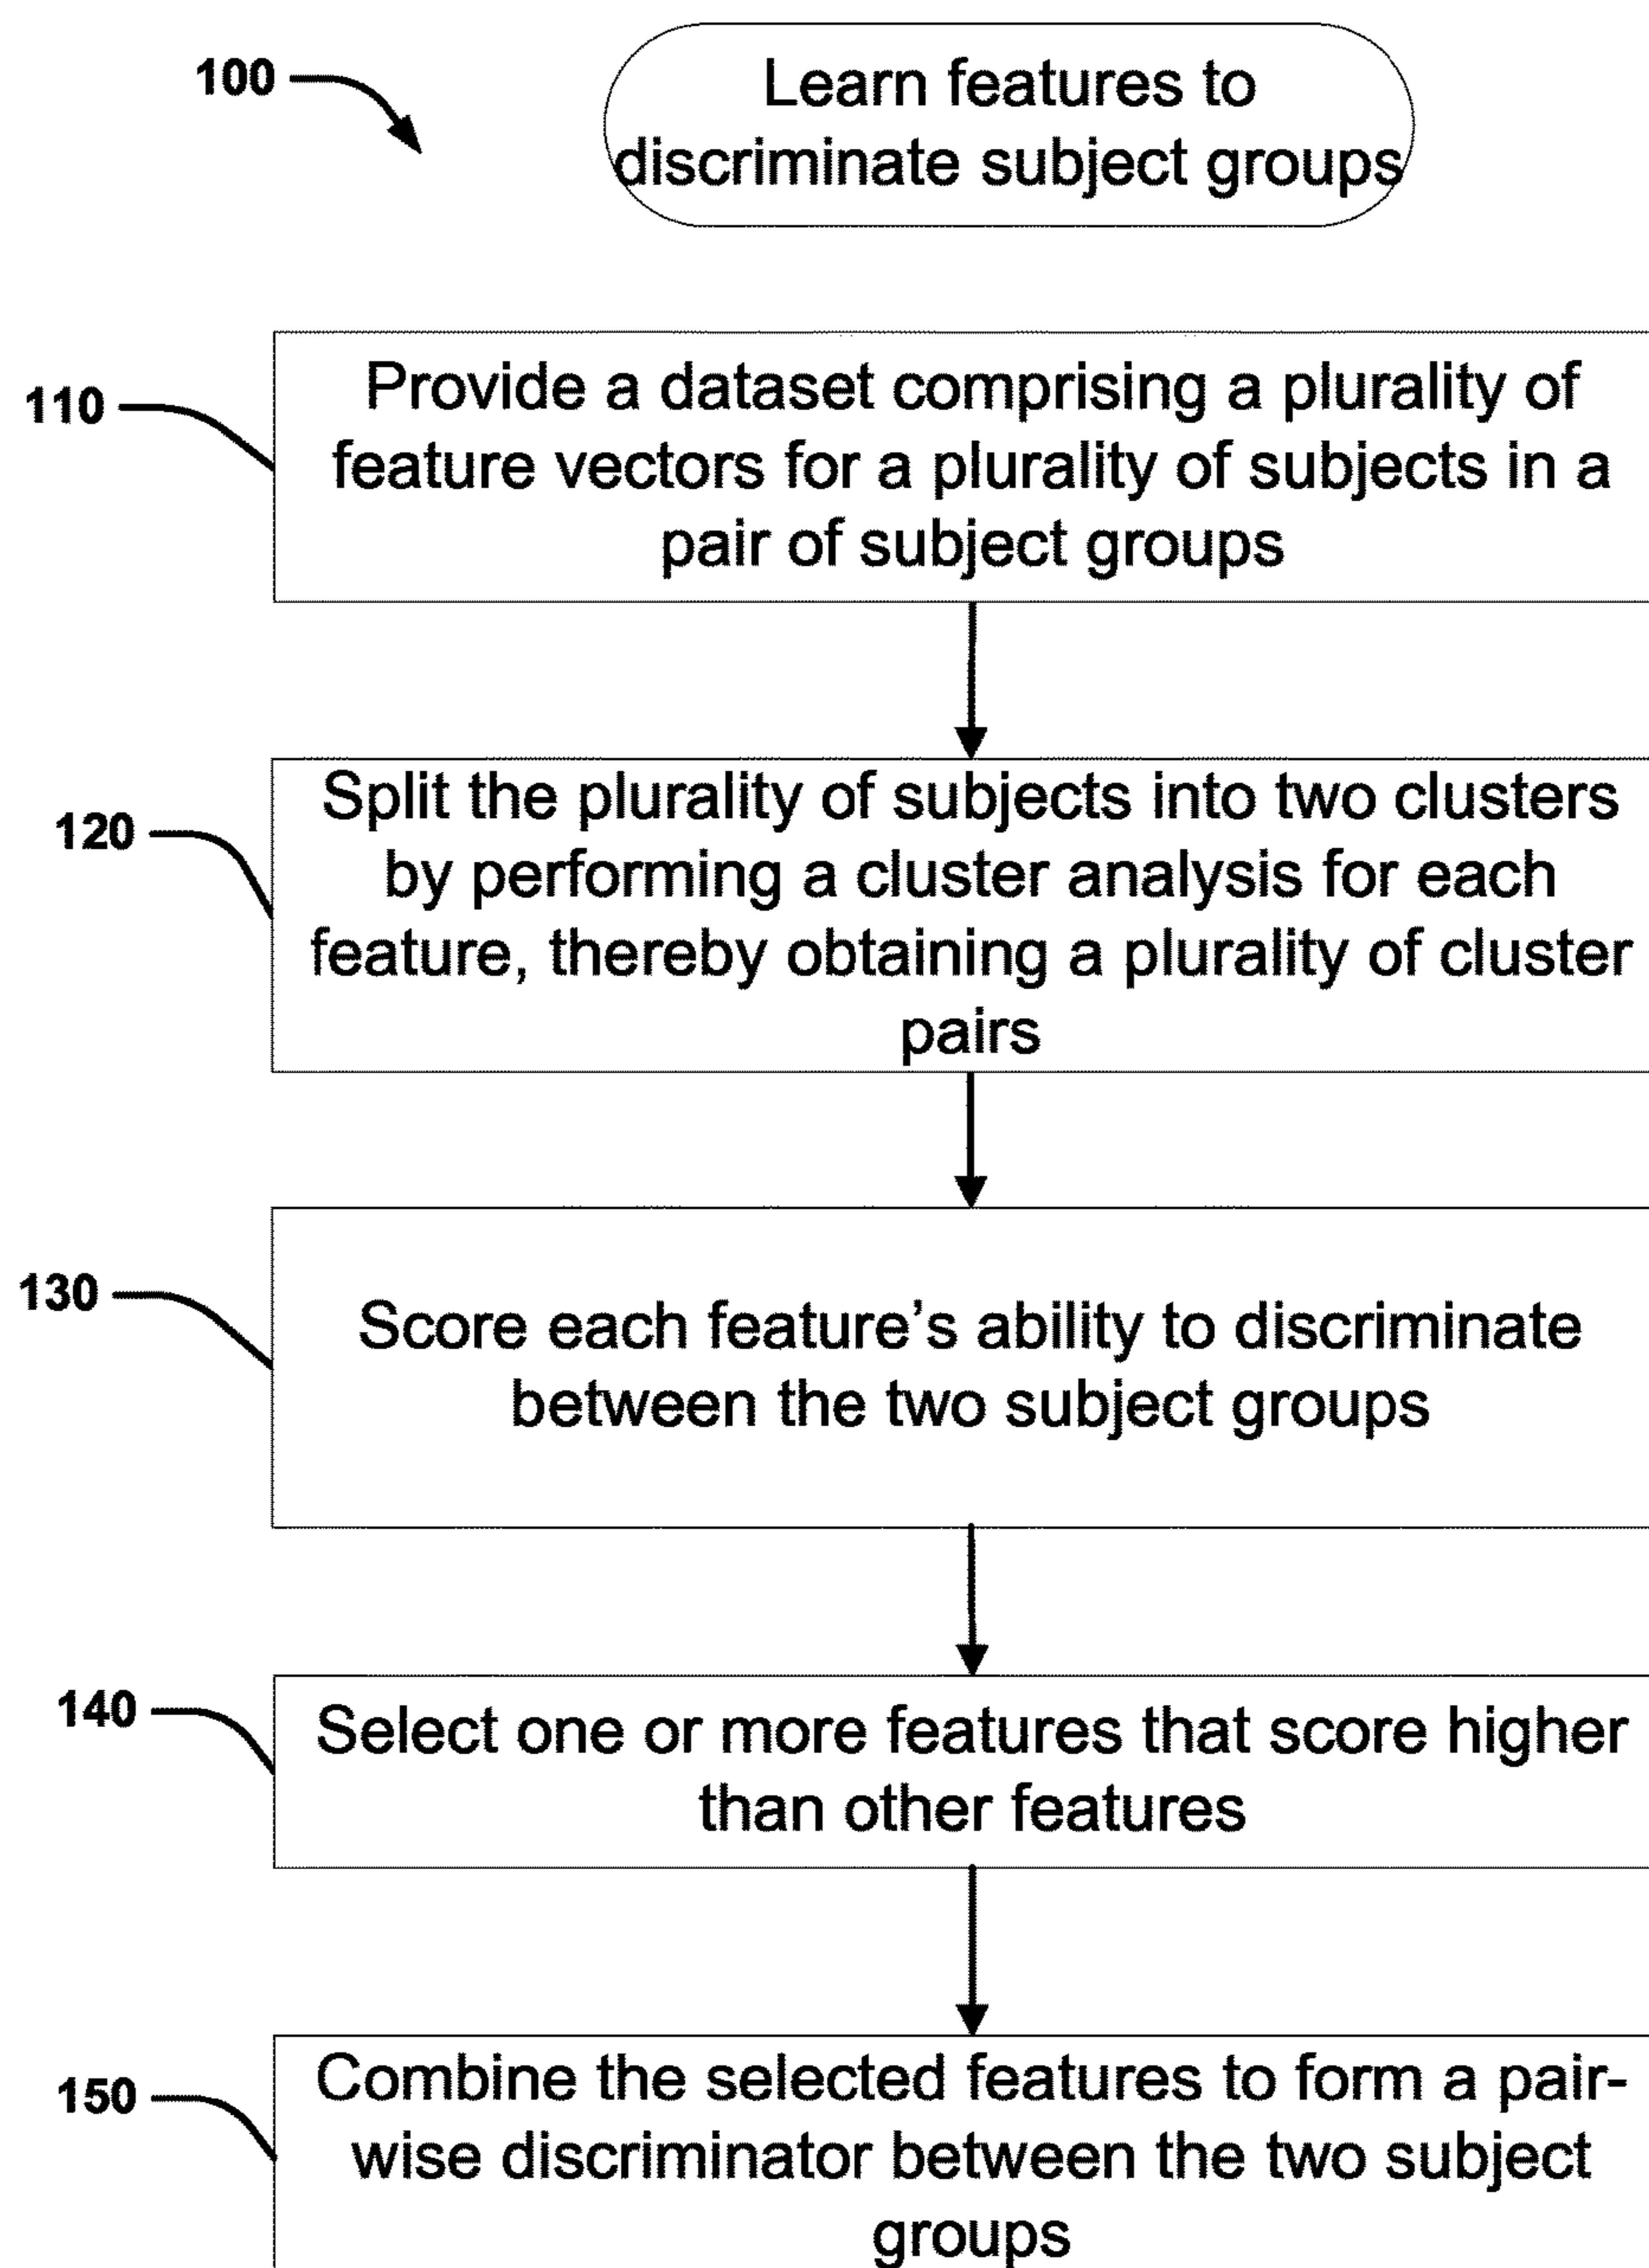 100
Learn features to
discriminate subject groups
110
Provide a dataset comprising a plurality of
feature vectors for a plurality of subjects in a
pair of subject groups
120
Split the plurality of subjects into two clusters
by performing a cluster analysis for each
feature, thereby obtaining a plurality of cluster
pairs
130
Score each feature’s ability to discriminate
between the two subject groups
140
Select one or more features that score higher
than other features
150
Combine the selected features to form a pair-
wise discriminator between the two subject
groups